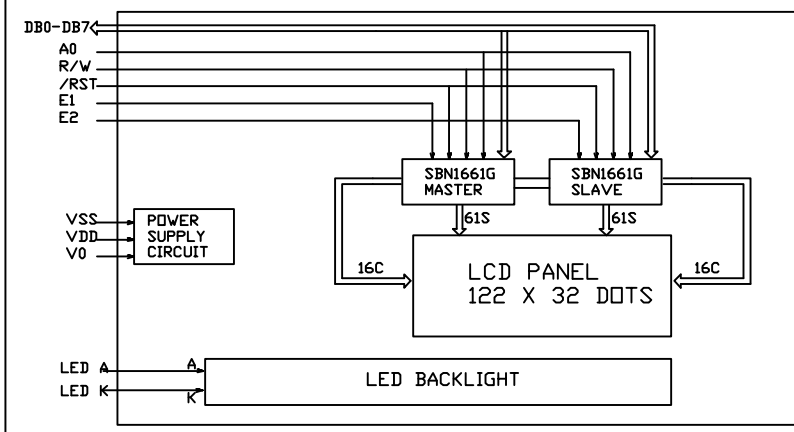 DB0-DB7
A0
R/W
/RST
E1
E2
SBN1661G
MASTER
SBN1661G
SLAVE
61S
61S
VSS
VDD
V0
POWER
SUPPLY
CIRCUIT
16C
LCD PANEL
122 X 32 DOTS
16C
LED A
A
LED K
K
LED BACKLIGHT